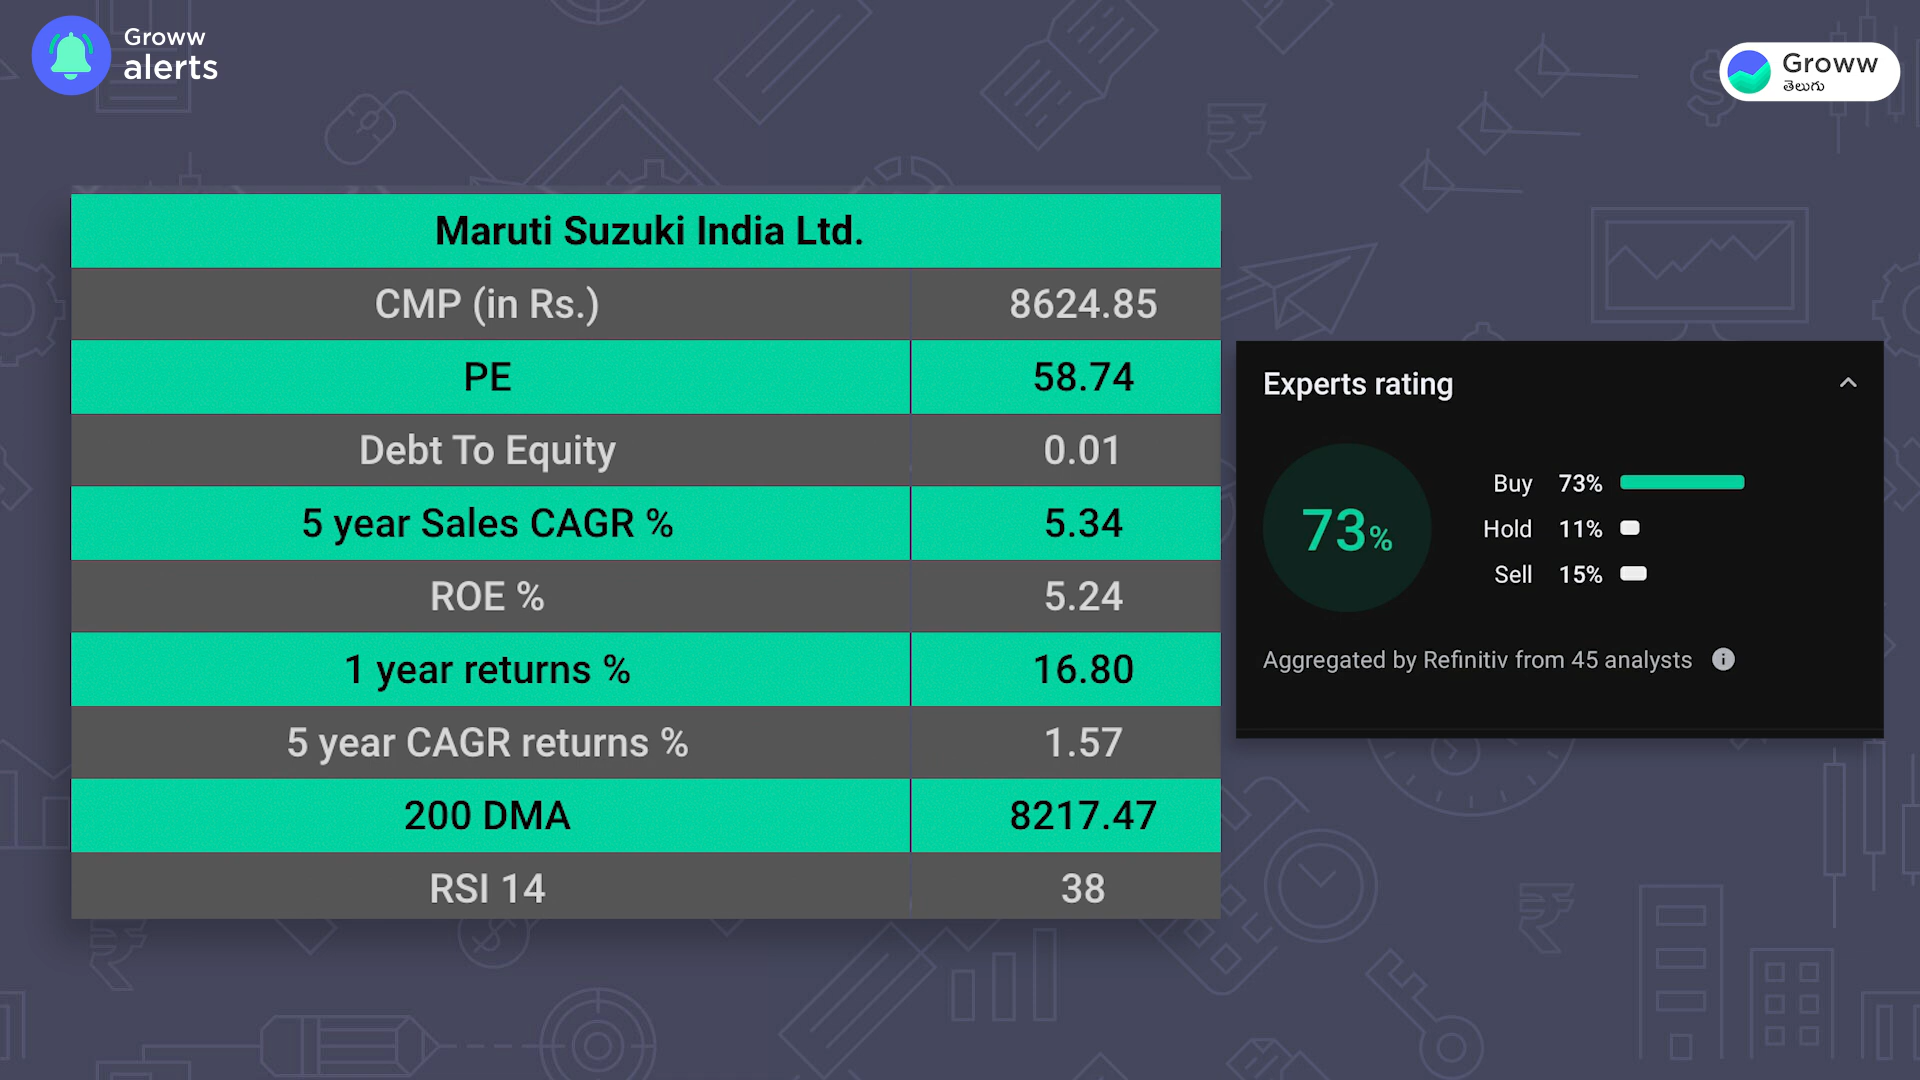 Groww
alerts
Groww
తెలుగు
Maruti Suzuki India Ltd.
CMP (in Rs.) 8624.85
PE 58.74
Debt To Equity 0.01
5 year Sales CAGR % 5.34
ROE % 5.24
1 year returns % 16.80
5 year CAGR returns % 1.57
200 DMA 8217.47
RSI 14 38
Experts rating
73%
Buy 73%
Hold 11%
Sell 15%
Aggregated by Refinitiv from 45 analysts